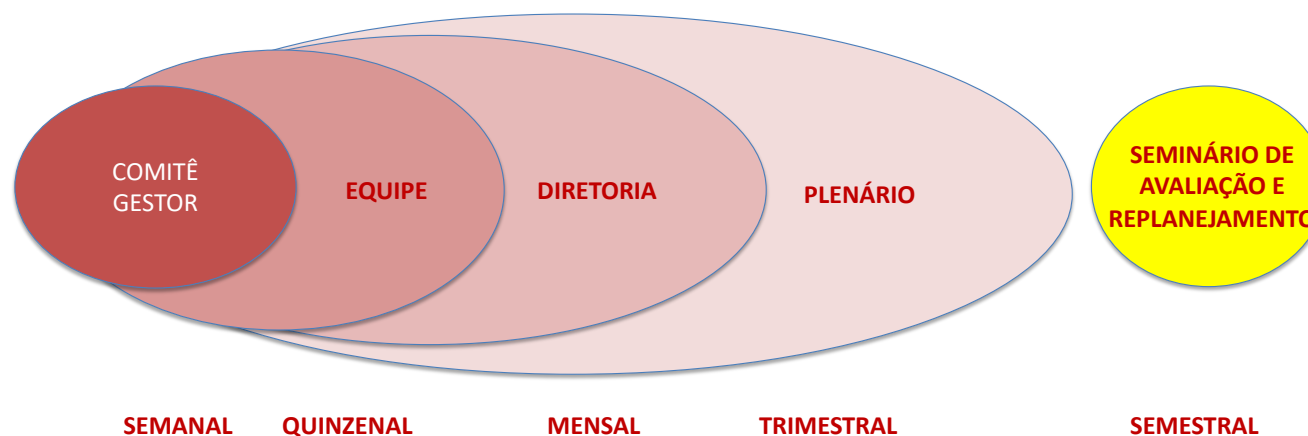 COMITÊ
GESTOR
EQUIPE
DIRETORIA
PLENÁRIO
SEMINÁRIO DE
AVALIAÇÃO E
REPLANEJAMENTO
SEMANAL
QUINZENAL
MENSAL
TRIMESTRAL
SEMESTRAL